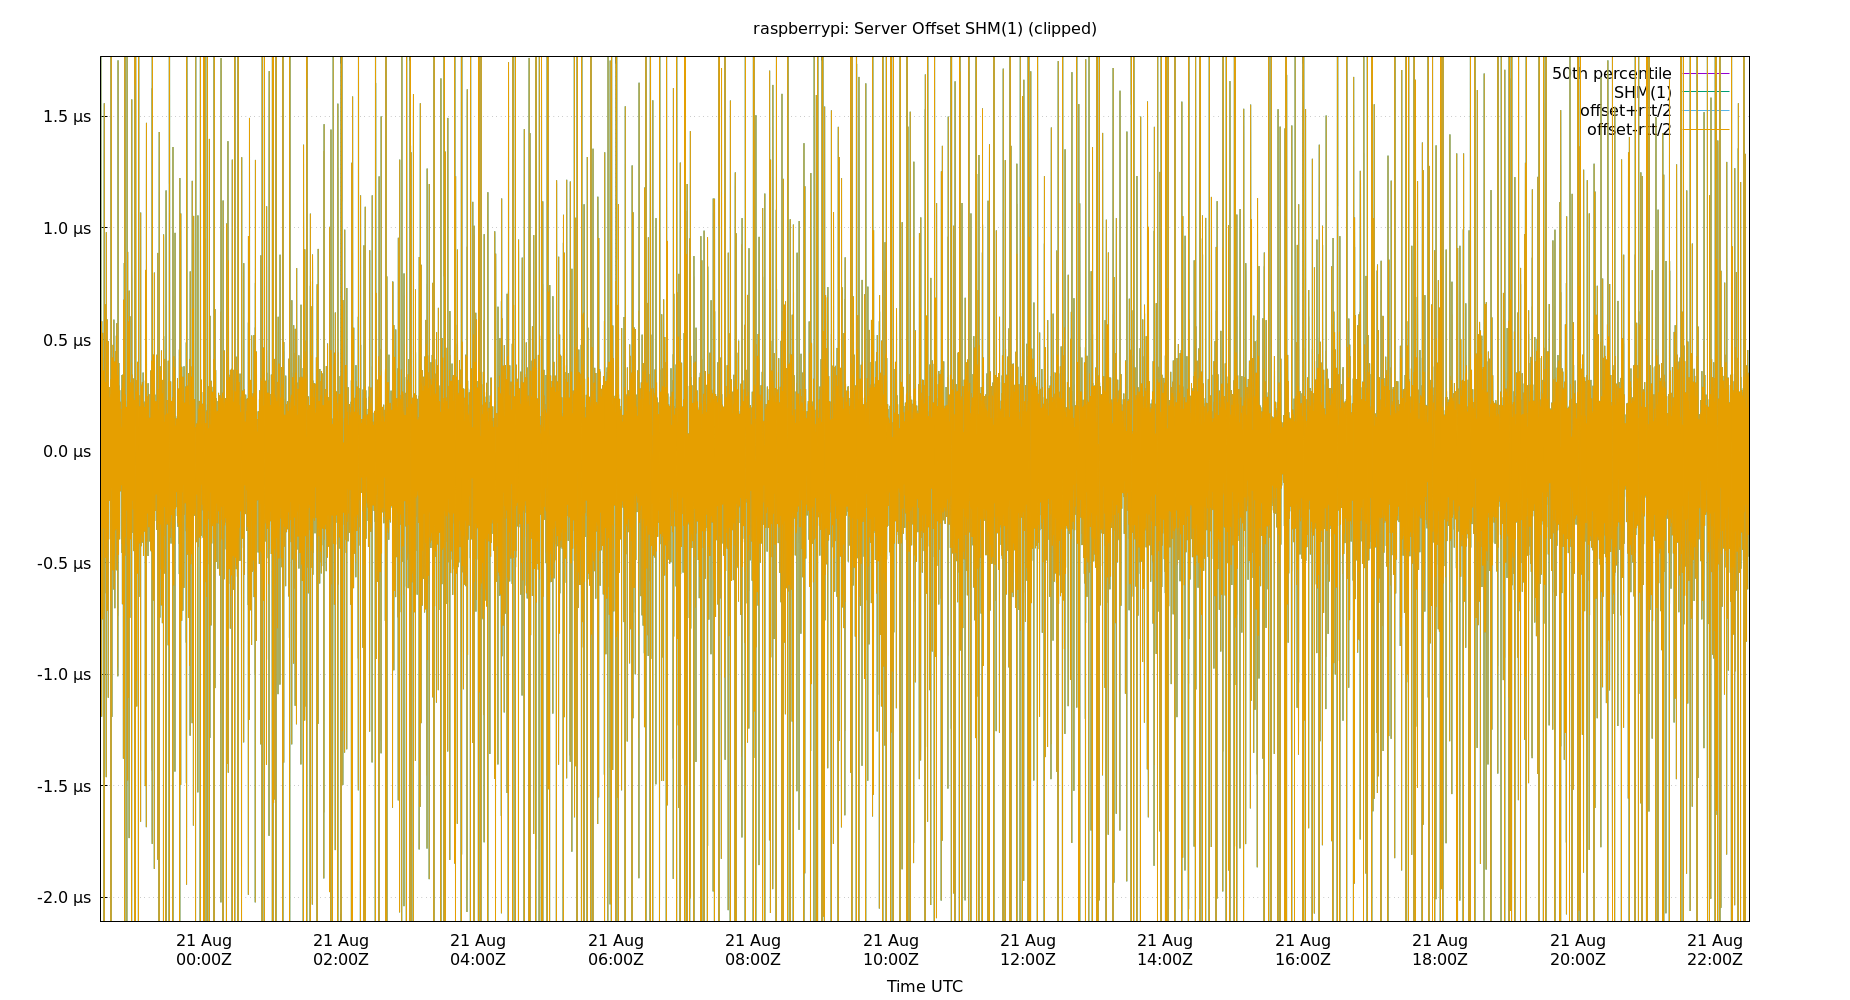 raspberrypi: Server Offset SHM(1) (clipped)
50th percentile
SHM(1)
offset+rtt/2
offset-rtt/2
1.5 µs
1.0 µs
0.5 µs
0.0 µs
-0.5 µs
-1.0 µs
-1.5 µs
-2.0 µs
21 Aug 21 Aug 21 Aug 21 Aug 21 Aug 21 Aug 21 Aug 21 Aug 21 Aug 21 Aug 21 Aug 21 Aug
00:00Z 02:00Z 04:00Z 06:00Z 08:00Z 10:00Z 12:00Z 14:00Z 16:00Z 18:00Z 20:00Z 22:00Z
Time UTC